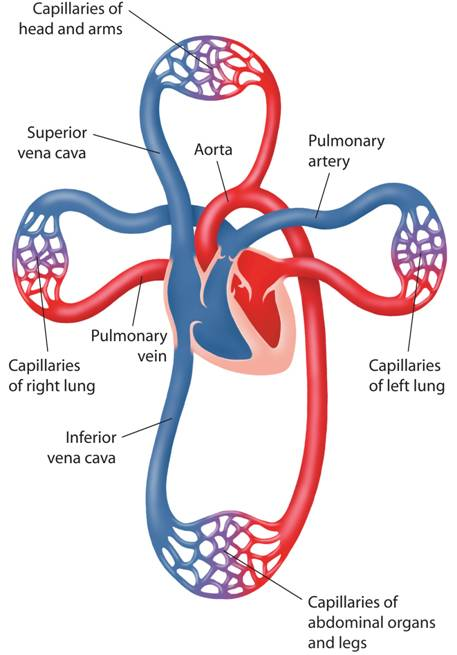 Capillaries of
head and arms
Superior
vena cava
Aorta
Pulmonary
artery
Pulmonary
vein
Capillaries
of right lung
Capillaries
of left lung
Inferior
vena cava
Capillaries of
abdominal organs
and legs